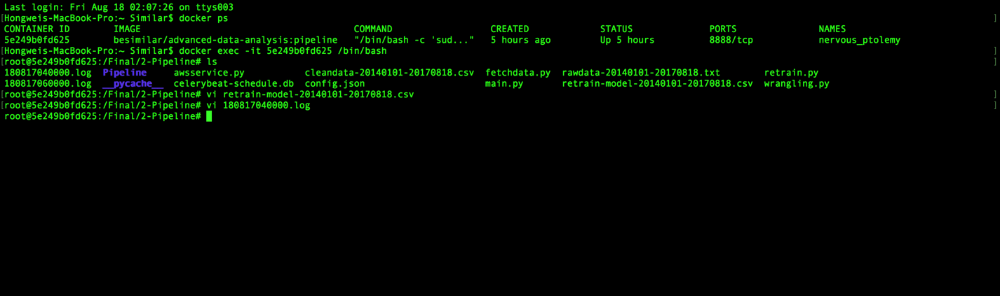 Last login: Fri Aug 18 02:07:26 on ttys003
[Hongweis-MacBook-Pro:~ Similar$ docker ps ]
CONTAINER ID IMAGE COMMAND CREATED STATUS PORTS NAMES
5e249b0fd625 besimilar/advanced-data-analysis:pipeline "/bin/bash -c 'sud..." 5 hours ago Up 5 hours 8888/tcp nervous_ptolemy
[Hongweis-MacBook-Pro:~ Similar$ docker exec -it 5e249b0fd625 /bin/bash ]
[root@5e249b0fd625:/Final/2-Pipeline# ls ]
180817040000.log Pipeline awsservice.py cleandata-20140101-20170818.csv fetchdata.py rawdata-20140101-20170818.txt retrain.py
180817060000.log __pycache__ celerybeat-schedule.db config.json main.py retrain-model-20140101-20170818.csv wrangling.py
[root@5e249b0fd625:/Final/2-Pipeline# vi retrain-model-20140101-20170818.csv ]
[root@5e249b0fd625:/Final/2-Pipeline# vi 180817040000.log ]
root@5e249b0fd625:/Final/2-Pipeline#